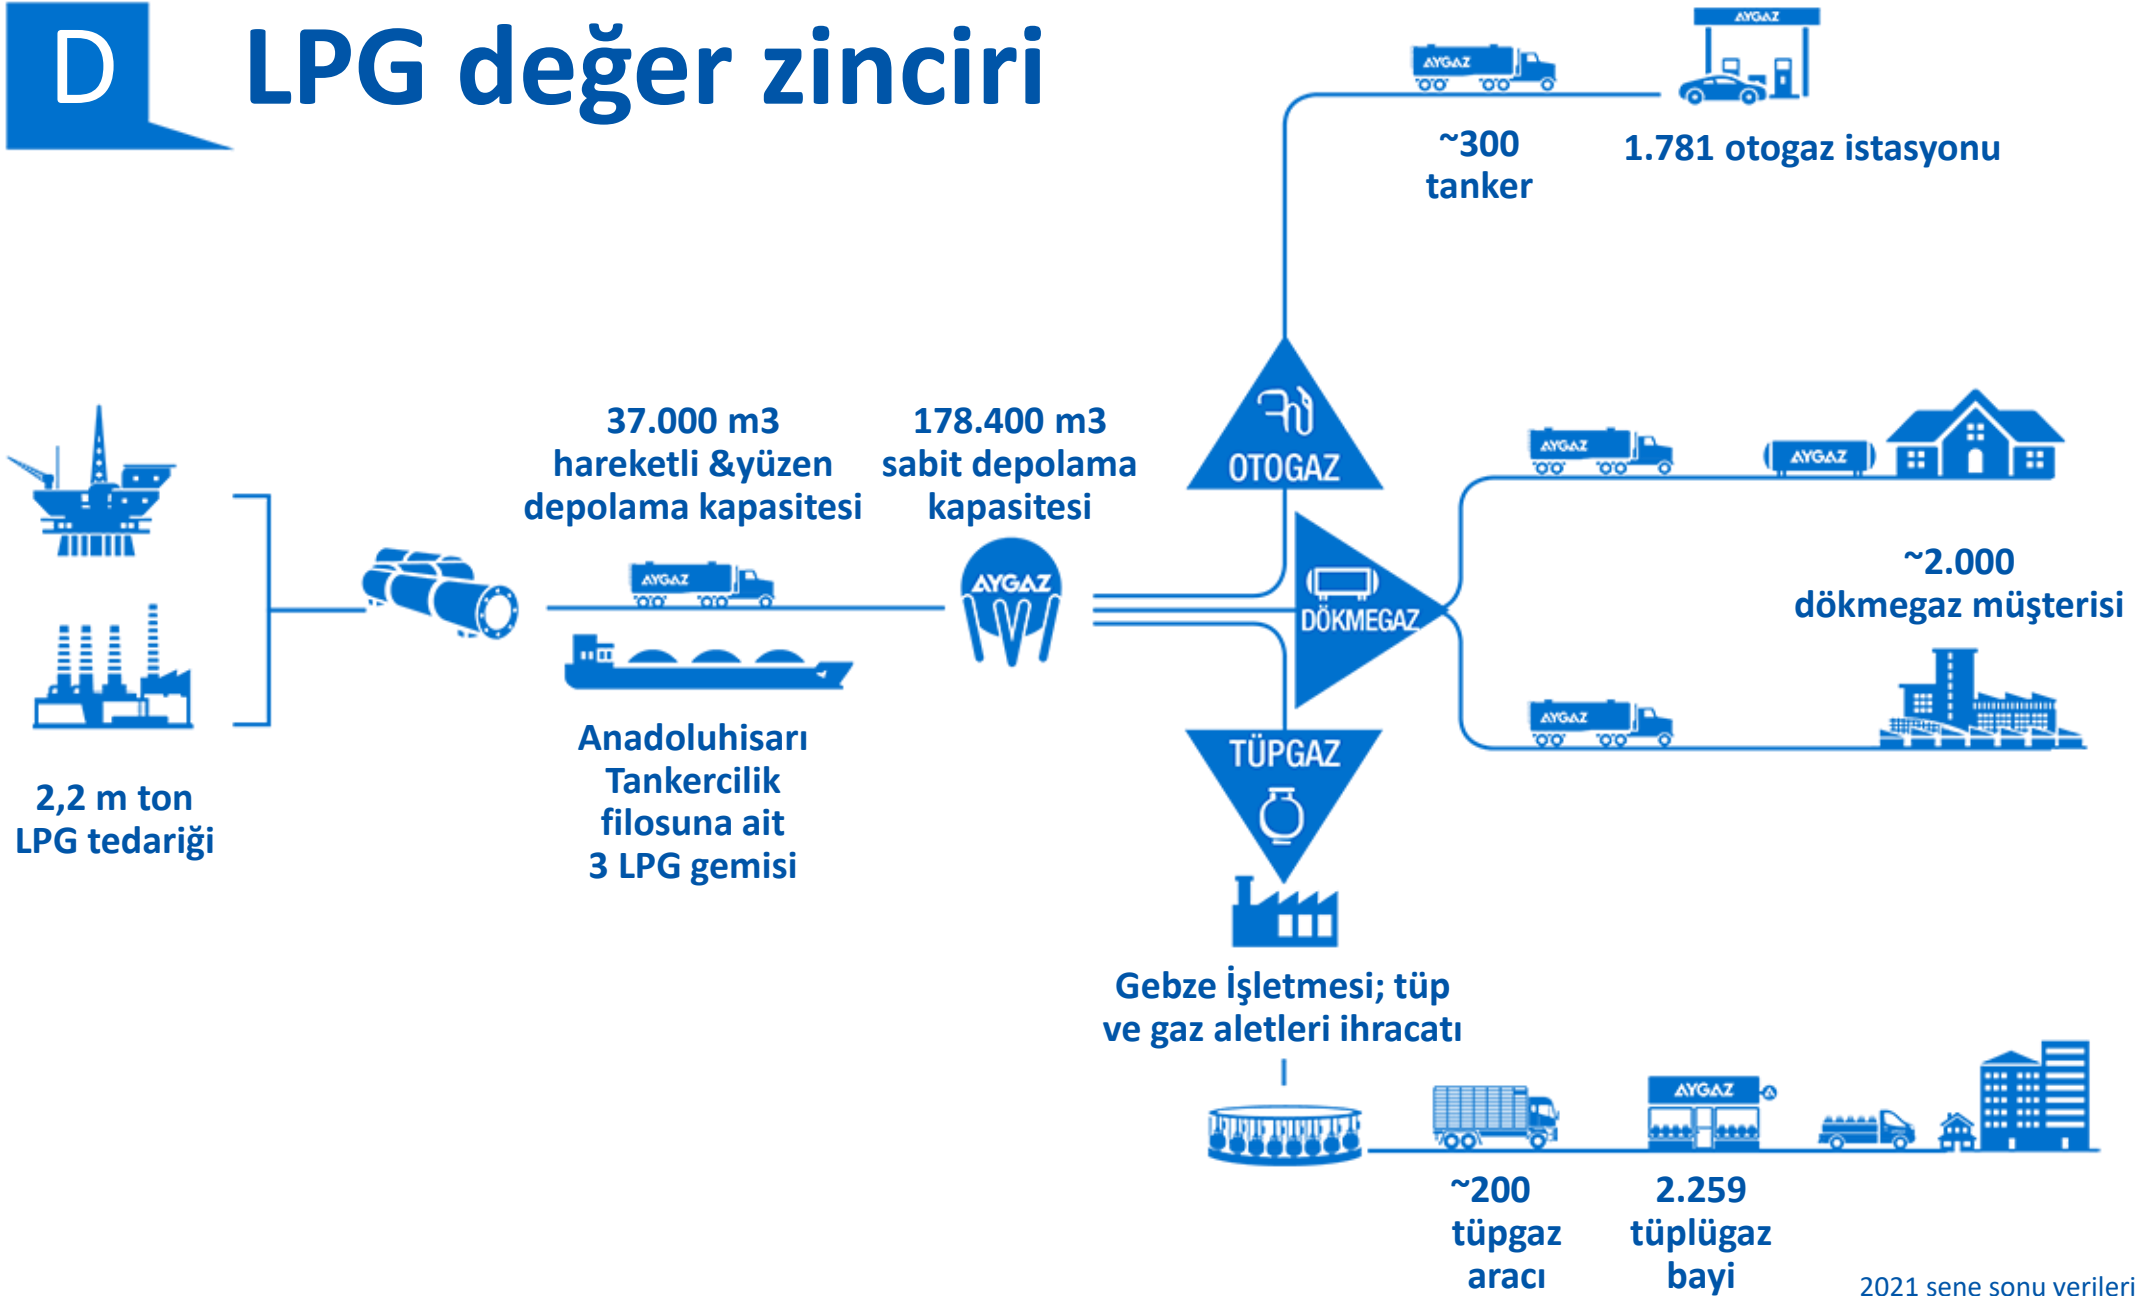 D
LPG değer zinciri
AYGAZ
AYGAZ
~300
tanker
1.781 otogaz istasyonu
37.000 m3
hareketli &yüzen
depolama kapasitesi
178.400 m3
sabit depolama
kapasitesi
OTOGAZ
AYGAZ
AYGAZ
~2.000
dökmegaz müşterisi
AYGAZ
AYGAZ
DÖKMEGAZ
AYGAZ
2,2 m ton
LPG tedariği
Anadoluhisarı
Tankercilik
filosuna ait
3 LPG gemisi
TÜPGAZ
Gebze İşletmesi; tüp
ve gaz aletleri ihracatı
AYGAZ
~200
tüpgaz
aracı
2.259
tüplügaz
bayi
2021 sene sonu verileri